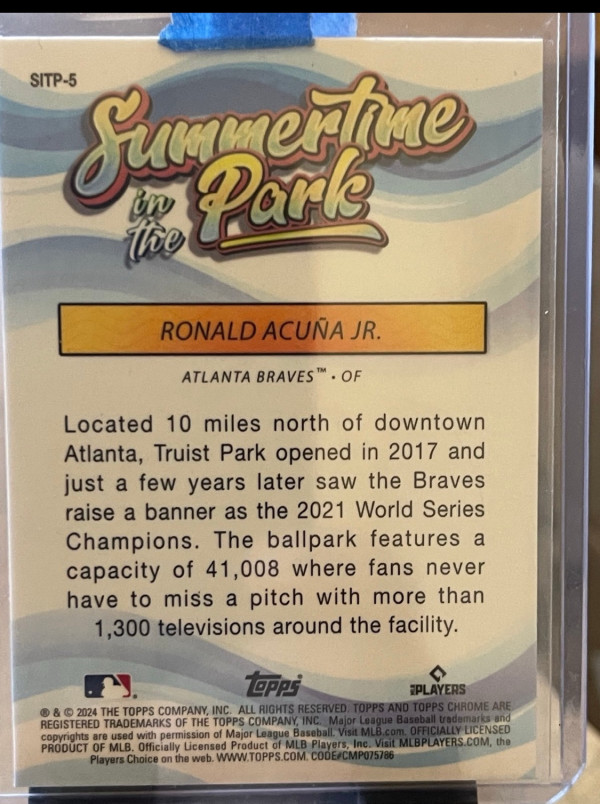 SITP-5
Summertime
in the Park
RONALD ACUÑA JR.
ATLANTA BRAVES™ • OF
Located 10 miles north of downtown
Atlanta, Truist Park opened in 2017 and
just a few years later saw the Braves
raise a banner as the 2021 World Series
Champions. The ballpark features a
capacity of 41,008 where fans never
have to miss a pitch with more than
1,300 televisions around the facility.
topps
MLB PLAYERS
® & © 2024 THE TOPPS COMPANY, INC. ALL RIGHTS RESERVED. TOPPS AND TOPPS CHROME ARE
REGISTERED TRADEMARKS OF THE TOPPS COMPANY, INC. Major League Baseball trademarks and
copyrights are used with permission of Major League Baseball. Visit MLB.com. OFFICIALLY LICENSED
PRODUCT OF MLB. Officially Licensed Product of MLB Players, Inc. Visit MLBPLAYERS.COM, the
Players Choice on the web. WWW.TOPPS.COM. CODE#CMP075786